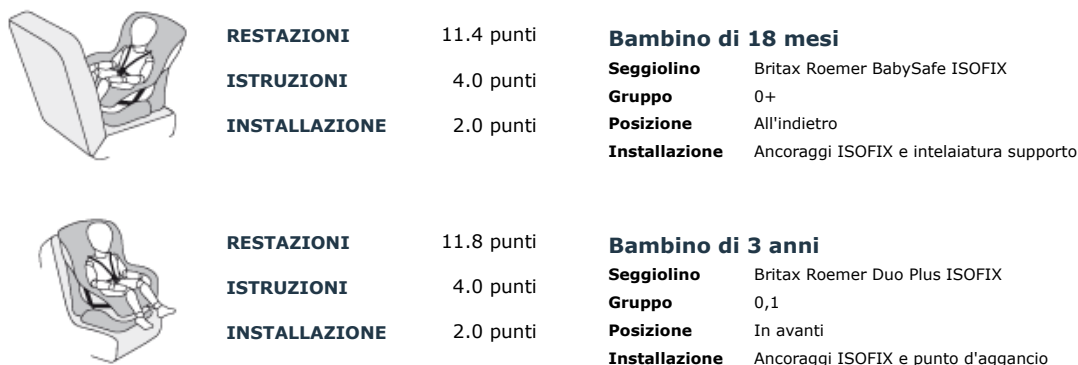 RESTAZIONI 11.4 punti
ISTRUZIONI 4.0 punti
INSTALLAZIONE 2.0 punti
Bambino di 18 mesi
Seggiolino Britax Roemer BabySafe ISOFIX
Gruppo 0+
Posizione All'indietro
Installazione Ancoraggi ISOFIX e intelaiatura supporto
RESTAZIONI 11.8 punti
ISTRUZIONI 4.0 punti
INSTALLAZIONE 2.0 punti
Bambino di 3 anni
Seggiolino Britax Roemer Duo Plus ISOFIX
Gruppo 0,1
Posizione In avanti
Installazione Ancoraggi ISOFIX e punto d'aggancio